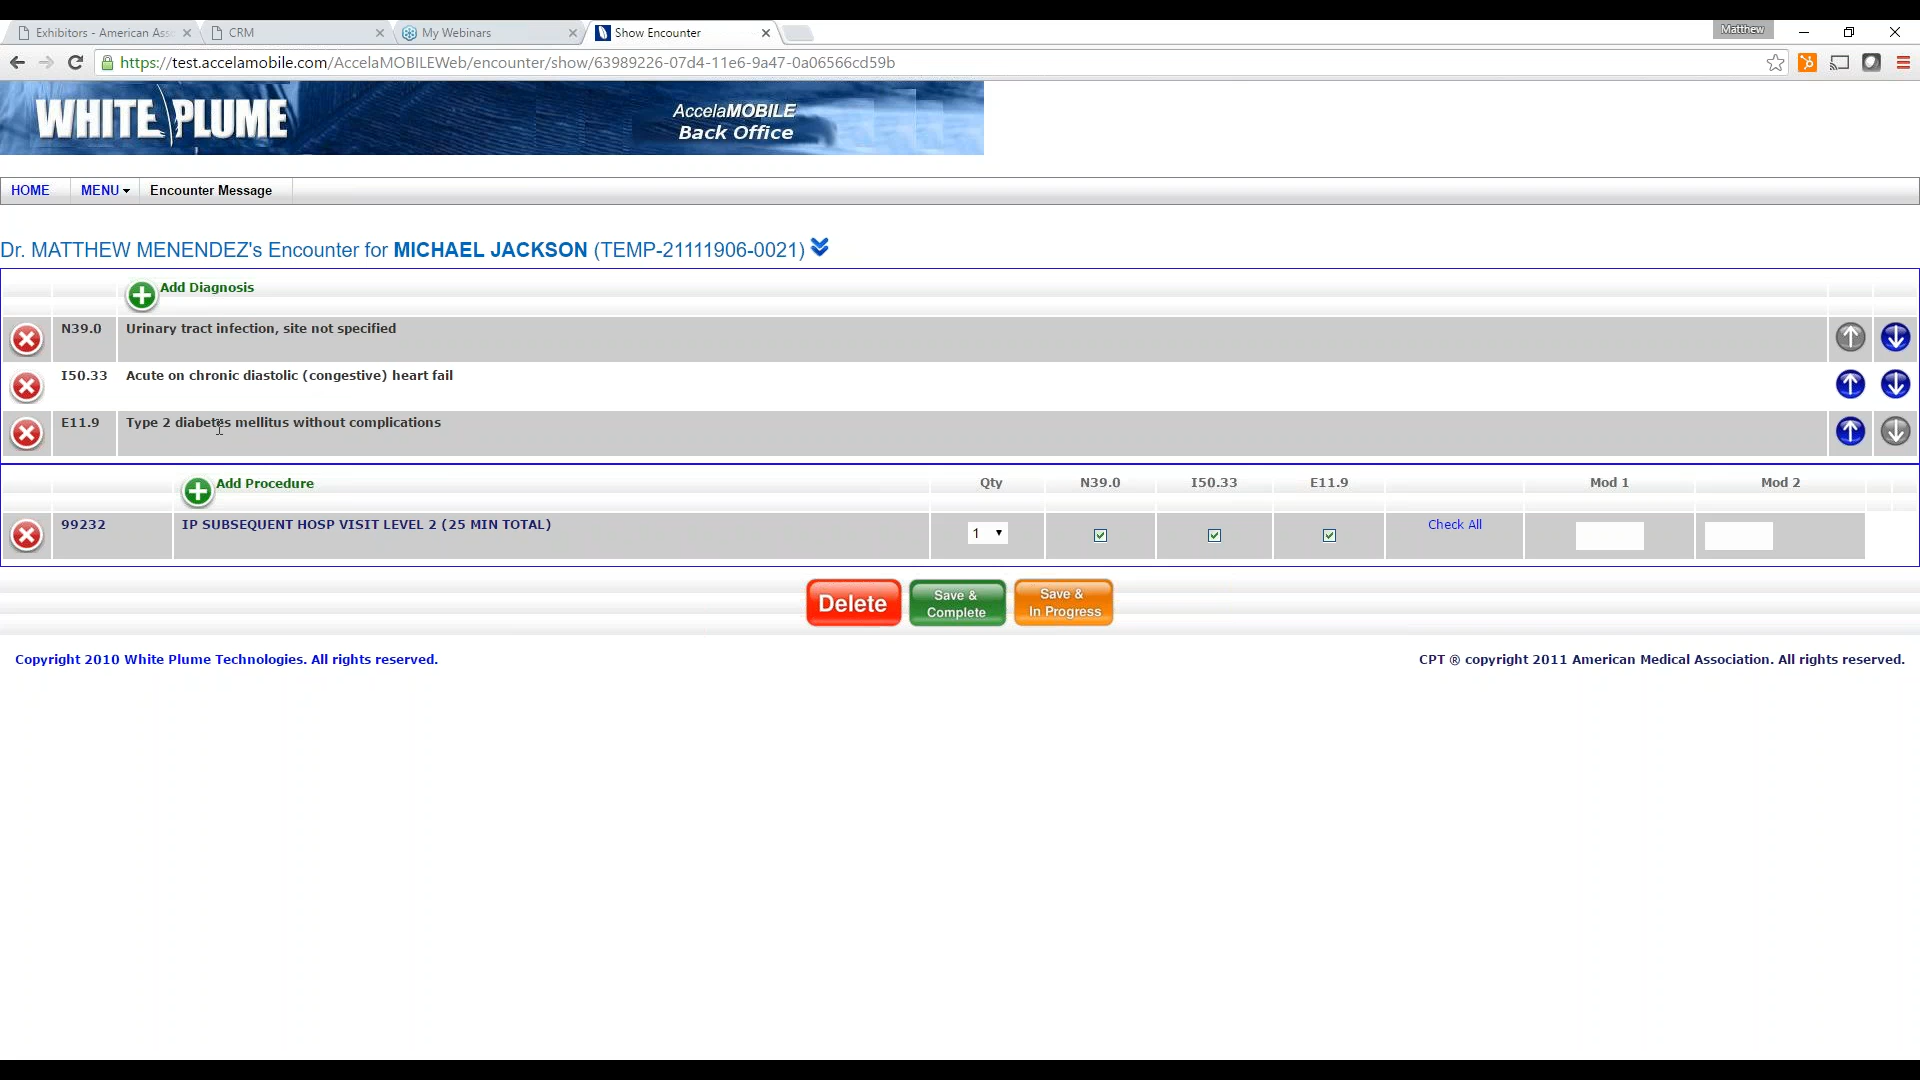 Exhibitors - American Ass
CRM
My Webinars
Show Encounter
Matthew
https://test.accelamobile.com/AccelaMOBILEWeb/encounter/show/63989226-07d4-11e6-9a47-0a06566cd59b
WHITE PLUME
AccelaMOBILE
Back Office
HOME MENU Encounter Message
Dr. MATTHEW MENENDEZ's Encounter for MICHAEL JACKSON (TEMP-21111906-0021)
Add Diagnosis
N39.0 Urinary tract infection, site not specified
I50.33 Acute on chronic diastolic (congestive) heart fail
E11.9 Type 2 diabetes mellitus without complications
Add Procedure Qty N39.0 I50.33 E11.9 Mod 1 Mod 2
99232 IP SUBSEQUENT HOSP VISIT LEVEL 2 (25 MIN TOTAL) 1 Check All
Delete
Save & Complete
Save & In Progress
Copyright 2010 White Plume Technologies. All rights reserved.
CPT ® copyright 2011 American Medical Association. All rights reserved.